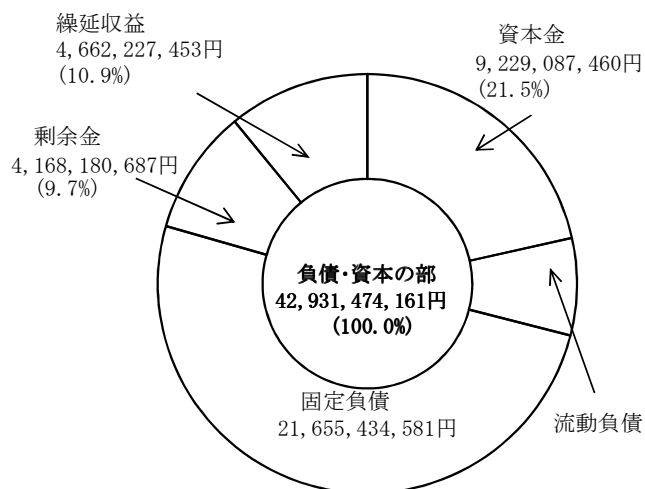 繰延収益
4,662,227,453円
(10.9%)
資本金
9,229,087,460円
(21.5%)
剰余金
4,168,180,687円
(9.7%)
負債・資本の部
42,931,474,161円
(100.0%)
固定負債
21,655,434,581円
流動負債